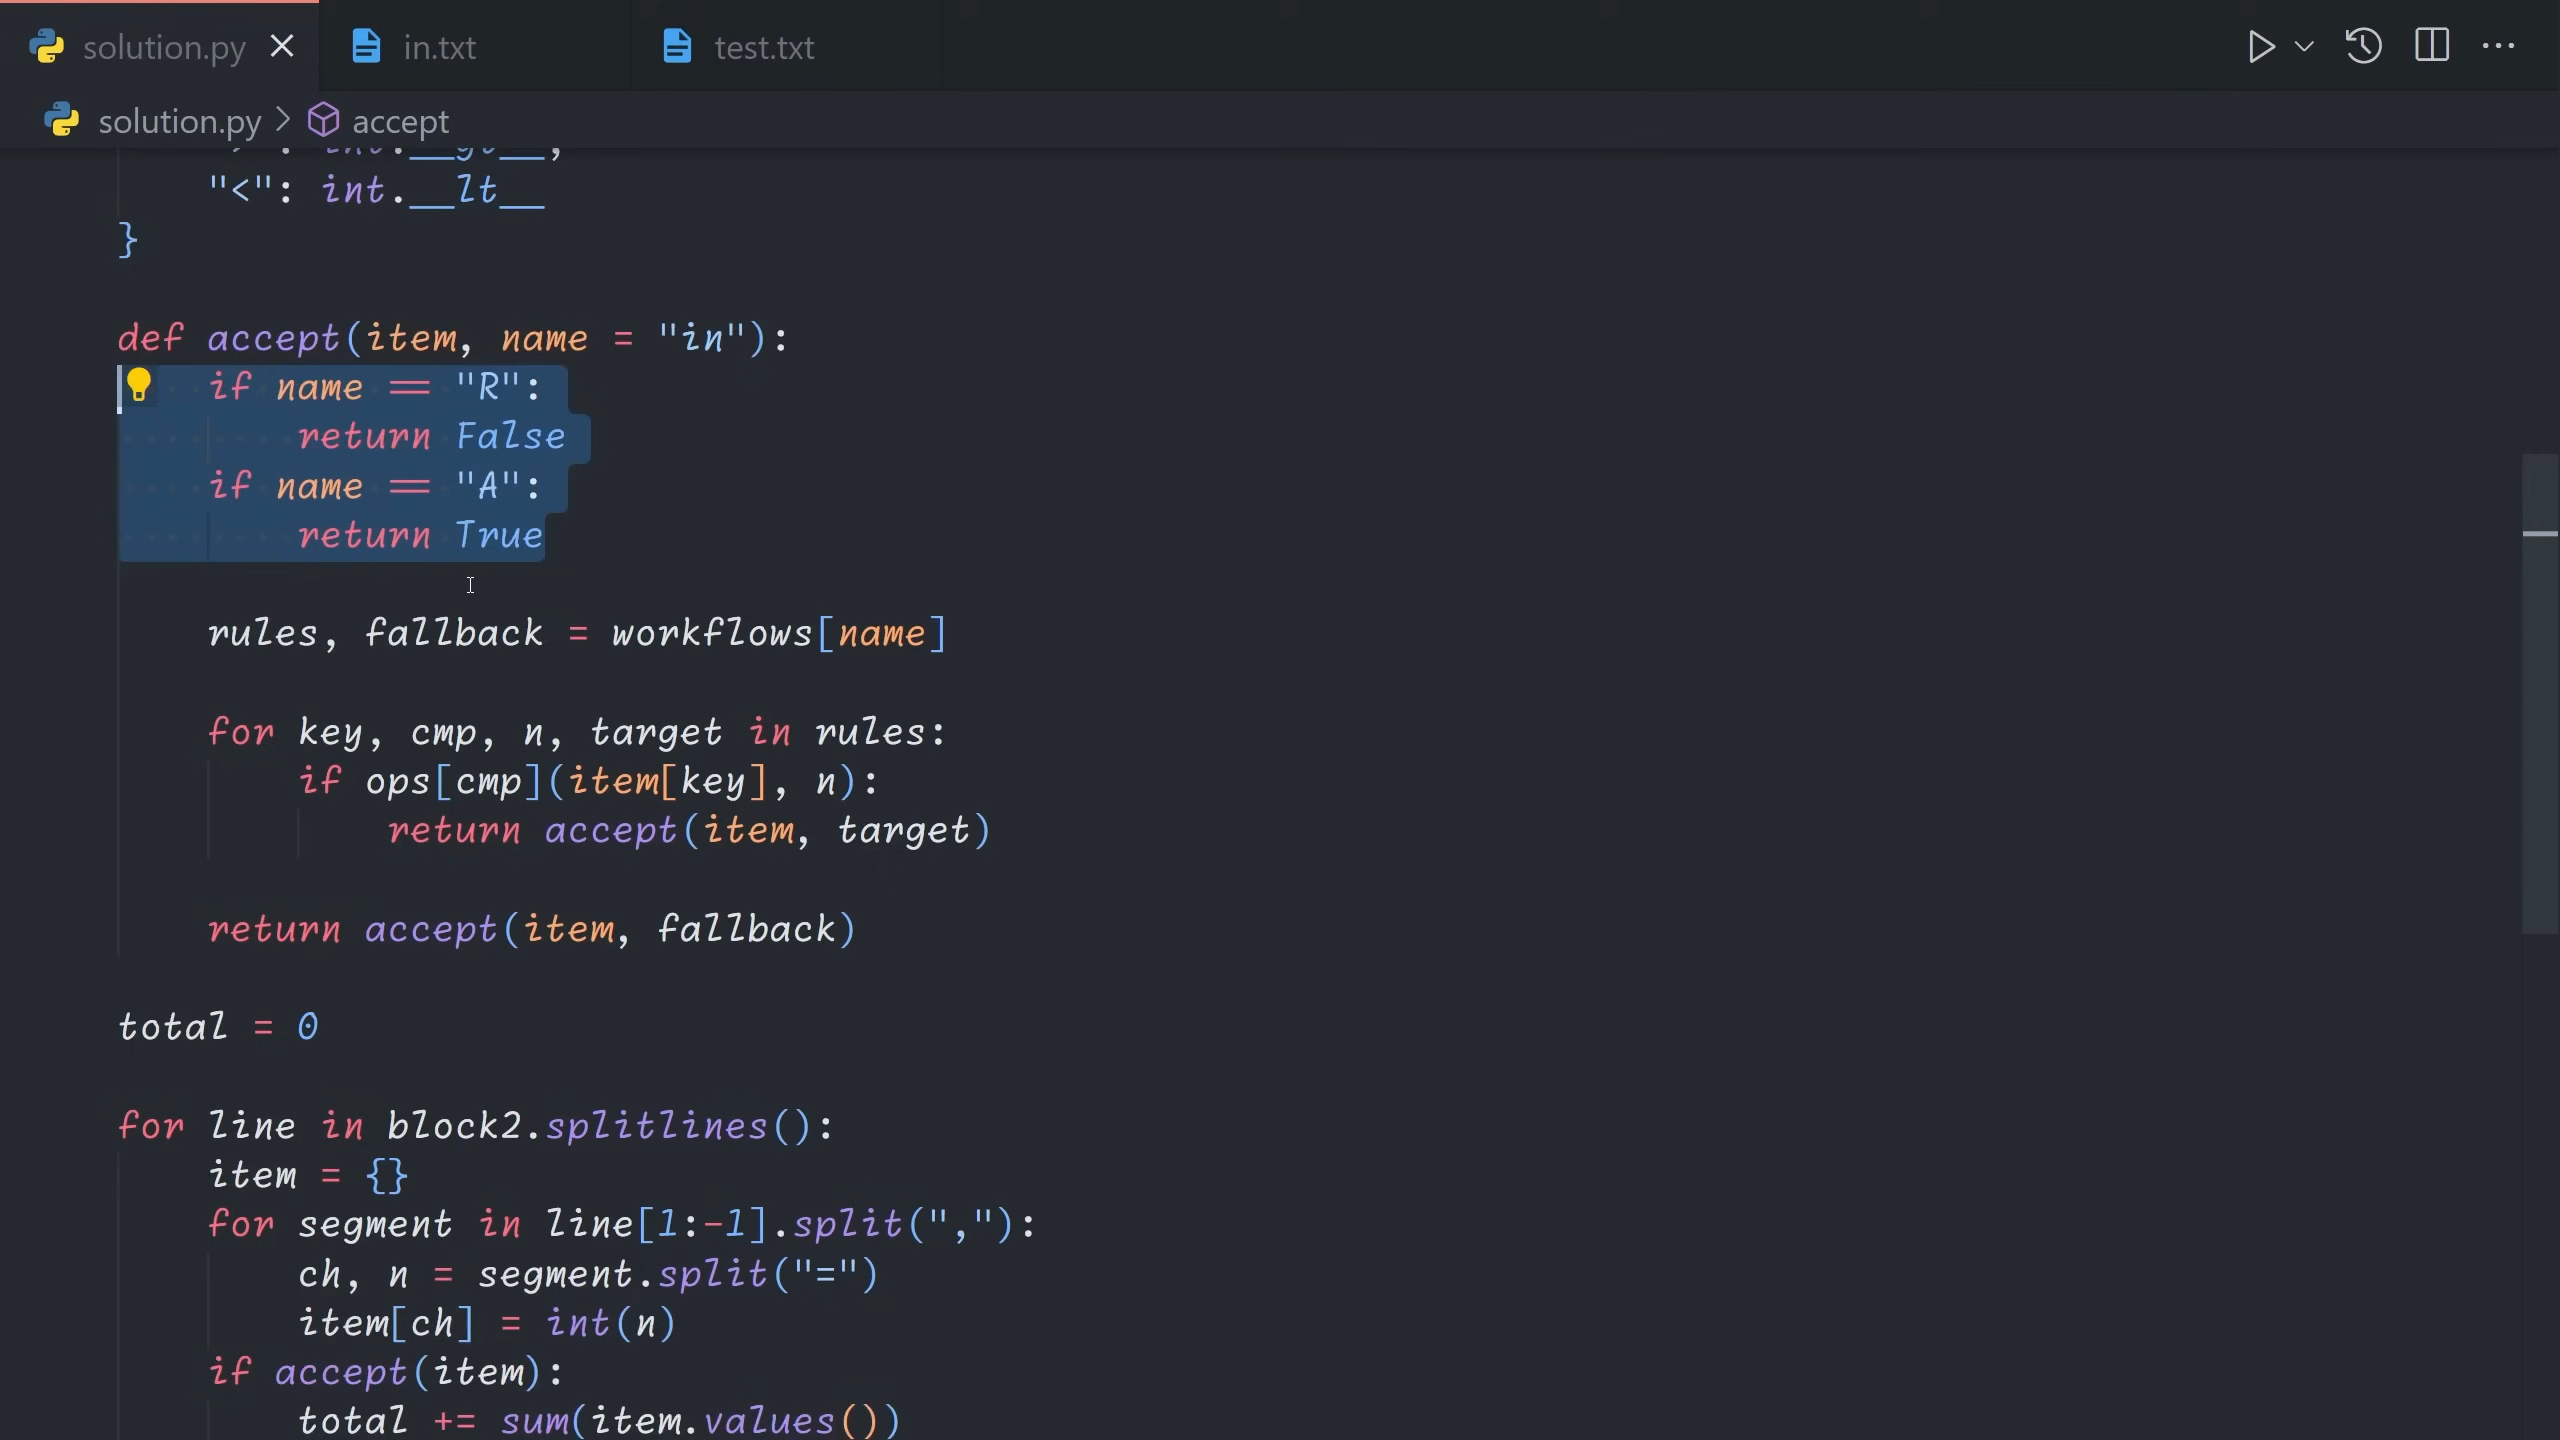 solution.py
in.txt
test.txt
solution.py > accept
int.__gt__,
"<": int.__lt__
}
def accept(item, name = "in"):
if name == "R":
return False
if name == "A":
return True
rules, fallback = workflows[name]
for key, cmp, n, target in rules:
if ops[cmp](item[key], n):
return accept(item, target)
return accept(item, fallback)
total = 0
for line in block2.splitlines():
item = {}
for segment in line[1:-1].split(","):
ch, n = segment.split("=")
item[ch] = int(n)
if accept(item):
total += sum(item.values())